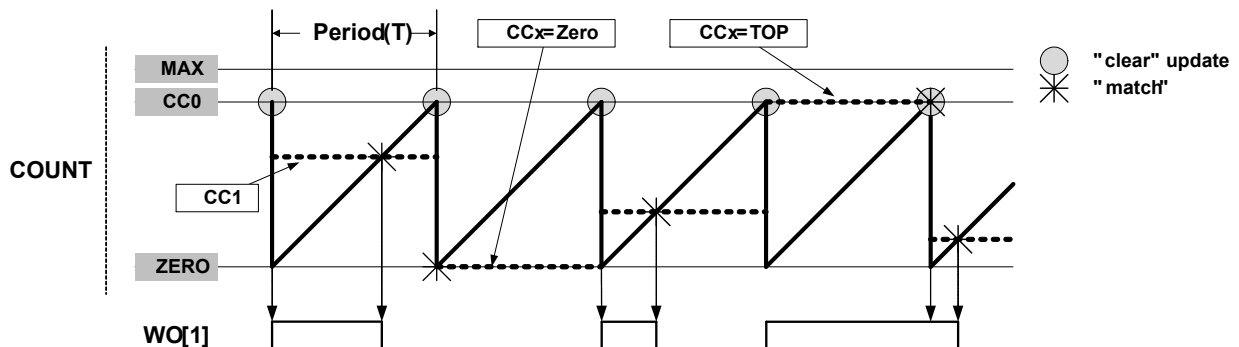 Period(T)
CCx=Zero
CCx=TOP
MAX
"clear" update
"match"
CC0
COUNT
CC1
ZERO
WO[1]